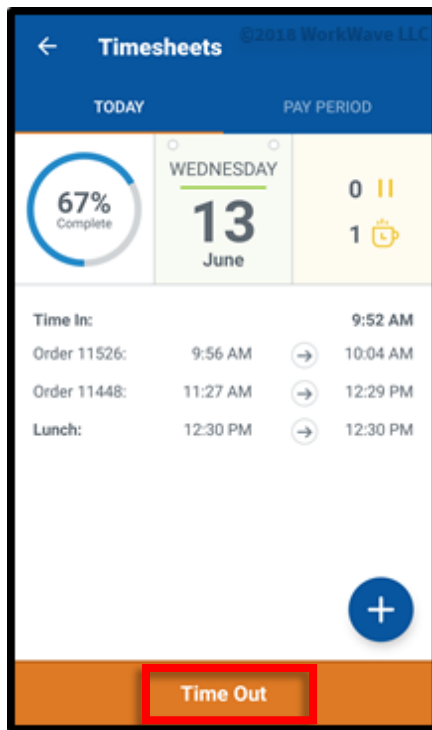 ©2018 WorkWave LLC
Timesheets
TODAY PAY PERIOD
67%
Complete
WEDNESDAY
13
June
0
1
Time In: 9:52 AM
Order 11526: 9:56 AM 10:04 AM
Order 11448: 11:27 AM 12:29 PM
Lunch: 12:30 PM 12:30 PM
Time Out